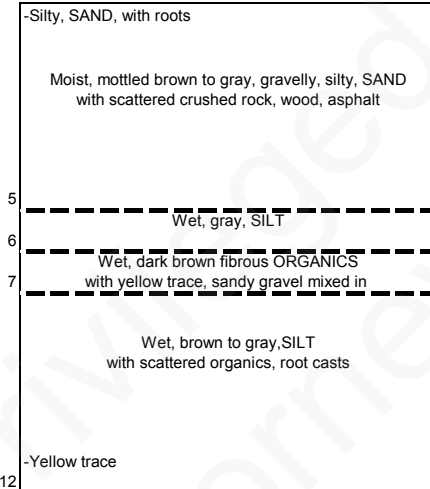 -Silty, SAND, with roots
Moist, mottled brown to gray, gravelly, silty, SAND
with scattered crushed rock, wood, asphalt
5
Wet, gray, SILT
6
Wet, dark brown fibrous ORGANICS
7
with yellow trace, sandy gravel mixed in
Wet, brown to gray,SILT
with scattered organics, root casts
-Yellow trace
12